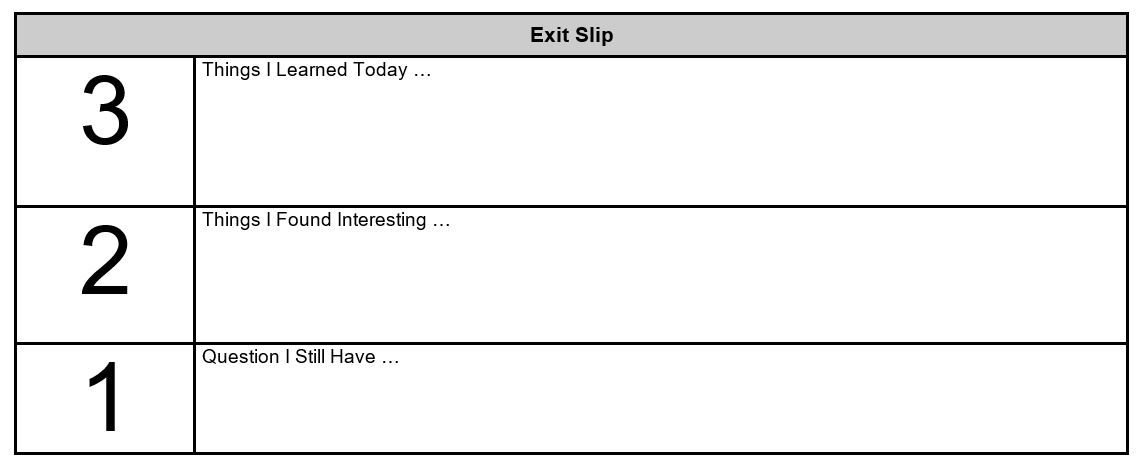 Exit Slip
3
Things I Learned Today …
2
Things I Found Interesting …
1
Question I Still Have …